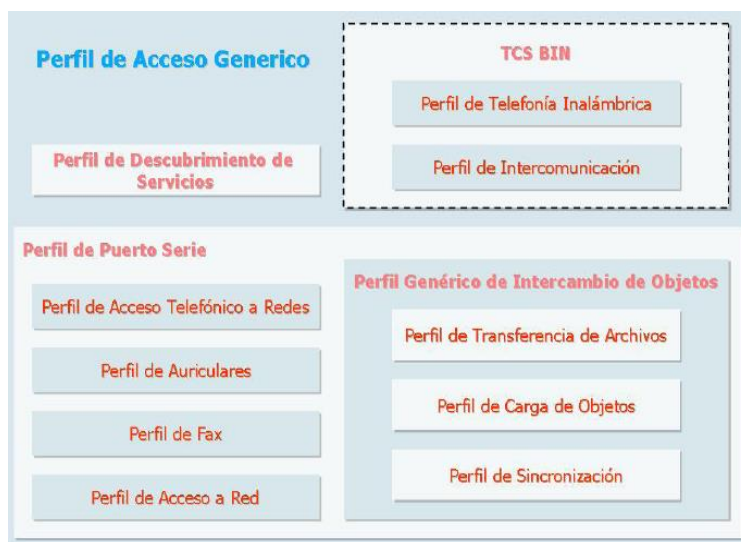 Perfil de Acceso Generico
TCS BIN
Perfil de Telefonía Inalámbrica
Perfil de Intercomunicación
Perfil de Descubrimiento de
Servicios
Perfil de Puerto Serie
Perfil de Acceso Telefónico a Redes
Perfil de Auriculares
Perfil de Fax
Perfil de Acceso a Red
Perfil Genérico de Intercambio de Objetos
Perfil de Transferencia de Archivos
Perfil de Carga de Objetos
Perfil de Sincronización